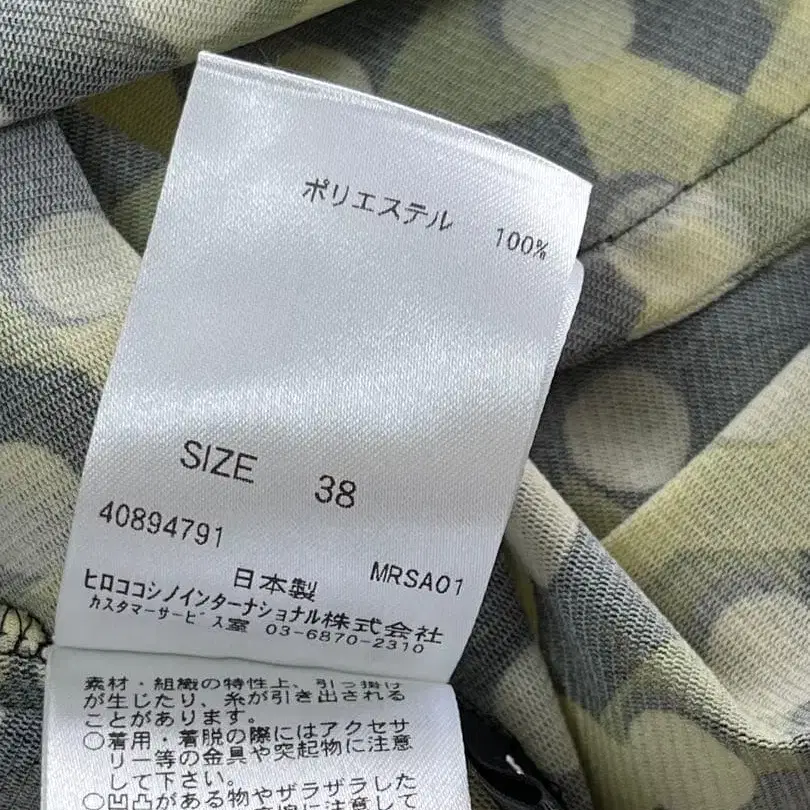 ポリエステル 100%
SIZE 38
40894791
日本製 MRSA01
ヒロココシノインターナショナル株式会社
カスタマーサービス室 03-6870-2310
素材・組織の特性上、引っ掛け
が生じたり、糸が引き出される
ことがあります。
○着用・着脱の際にはアクセサ
リー等の金具や突起物に注意
して下さい。
○凹凸がある物やザラザラした
に注意して